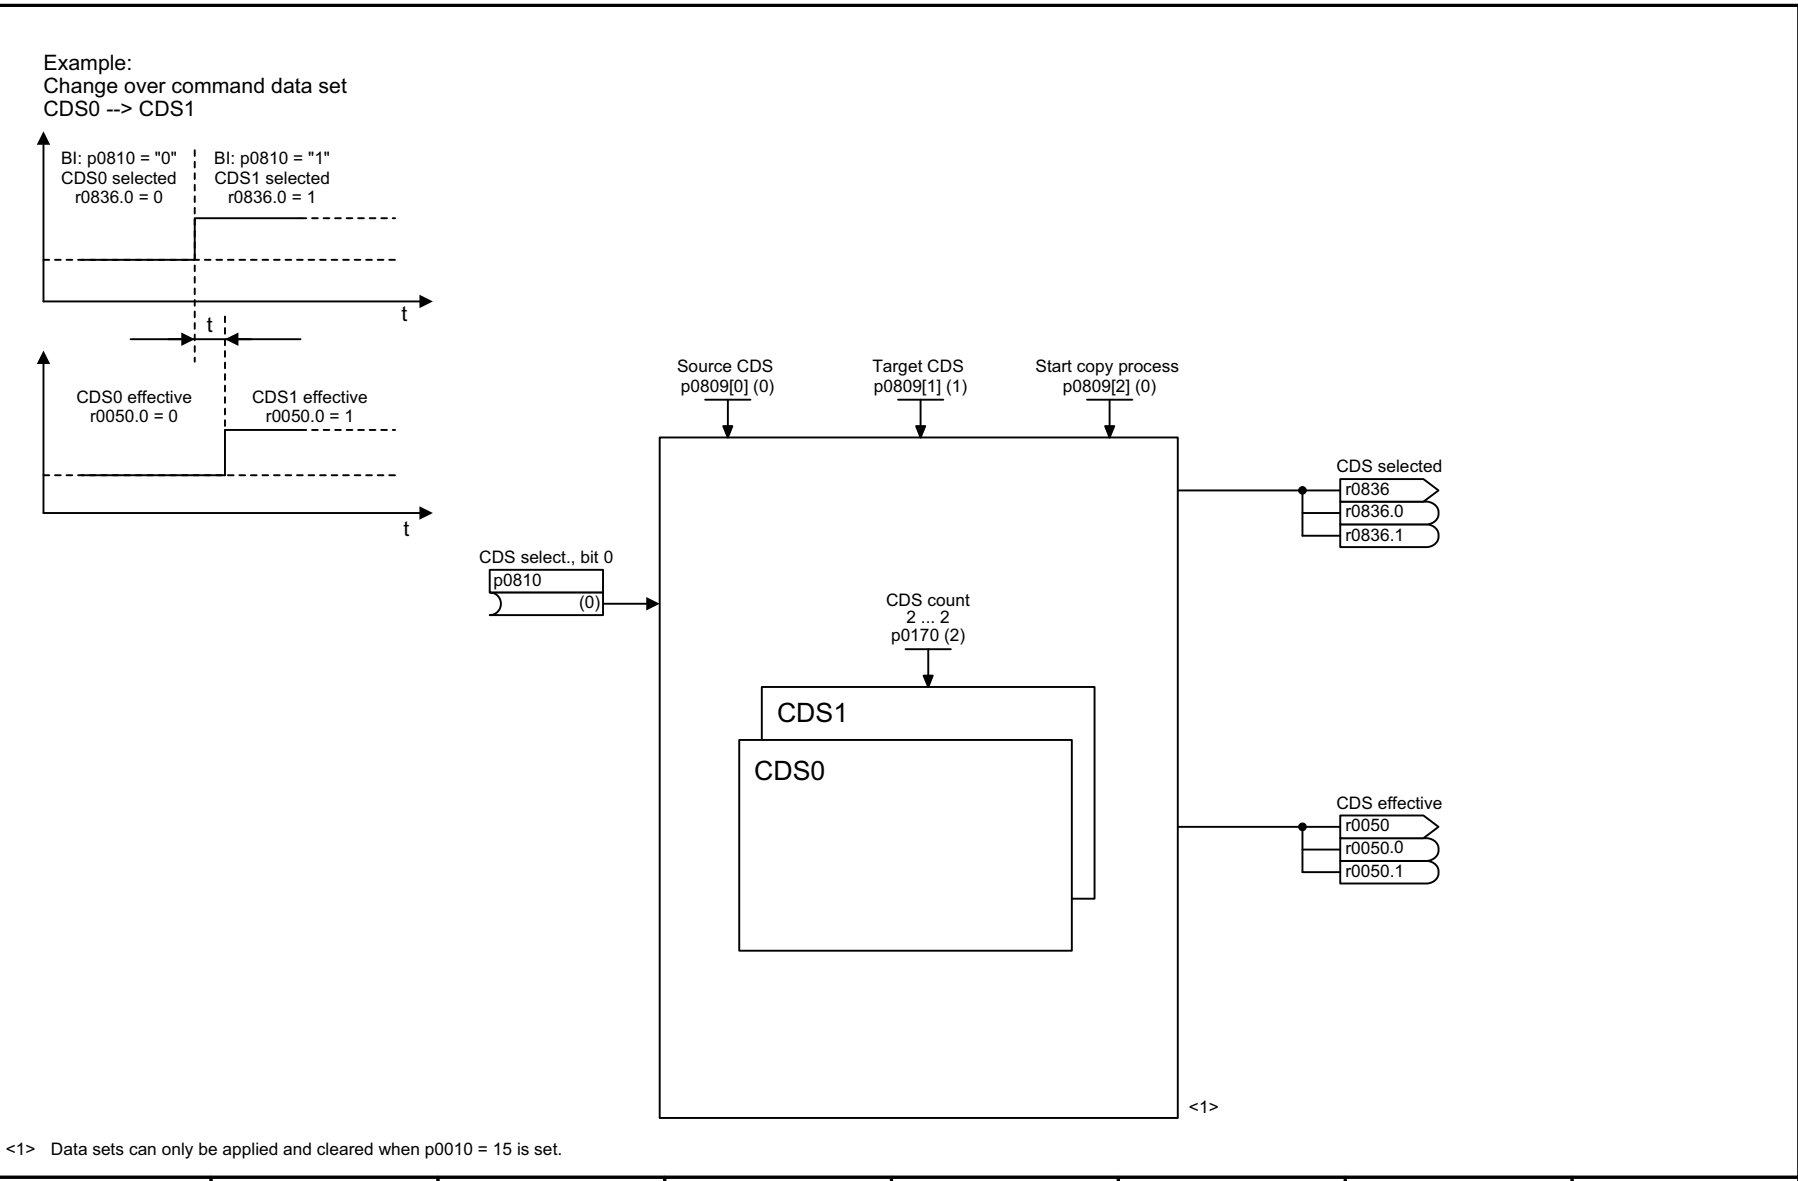 Example:
Change over command data set
CDS0 --> CDS1
BI: p0810 = "0"
CDS0 selected
r0836.0 = 0
BI: p0810 = "1"
CDS1 selected
r0836.0 = 1
t
t
CDS0 effective
r0050.0 = 0
CDS1 effective
r0050.0 = 1
t
Source CDS
p0809[0] (0)
Target CDS
p0809[1] (1)
Start copy process
p0809[2] (0)
CDS selected
r0836
r0836.0
r0836.1
CDS select., bit 0
p0810
(0)
CDS count
2 ... 2
p0170 (2)
CDS1
CDS0
CDS effective
r0050
r0050.0
r0050.1
<1>
<1> Data sets can only be applied and cleared when p0010 = 15 is set.